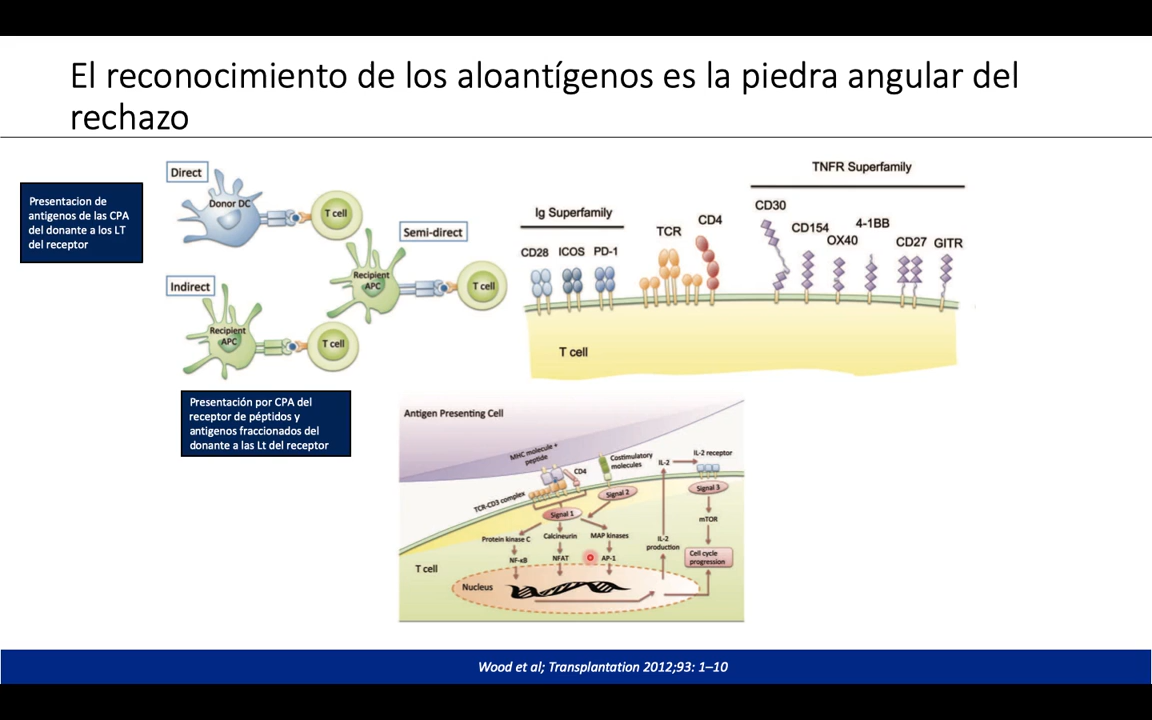 El reconocimiento de los aloantígenos es la piedra angular del
rechazo
Presentacion de
antigenos de las CPA
del donante a los LT
del receptor
Direct
Donor DC
T cell
Semi-direct
Recipient
APC
T cell
Indirect
Recipient
APC
T cell
Presentación por CPA del
receptor de péptidos y
antigenos fraccionados del
donante a las Lt del receptor
TNFR Superfamily
Ig Superfamily
CD28 ICOS PD-1
TCR
CD4
CD30
CD154
OX40
4-1BB
CD27 GITR
T cell
Antigen Presenting Cell
MHC molecule +
peptide
CD4
Costimulatory
molecules
IL-2
IL-2 receptor
TCR-CD3 complex
Signal 1
Signal 2
Signal 3
Protein kinase C
Calcineurin
MAP kinases
mTOR
IL-2
production
NF-κB
NFAT
AP-1
Cell cycle
progression
T cell
Nucleus
Wood et al; Transplantation 2012;93: 1–10